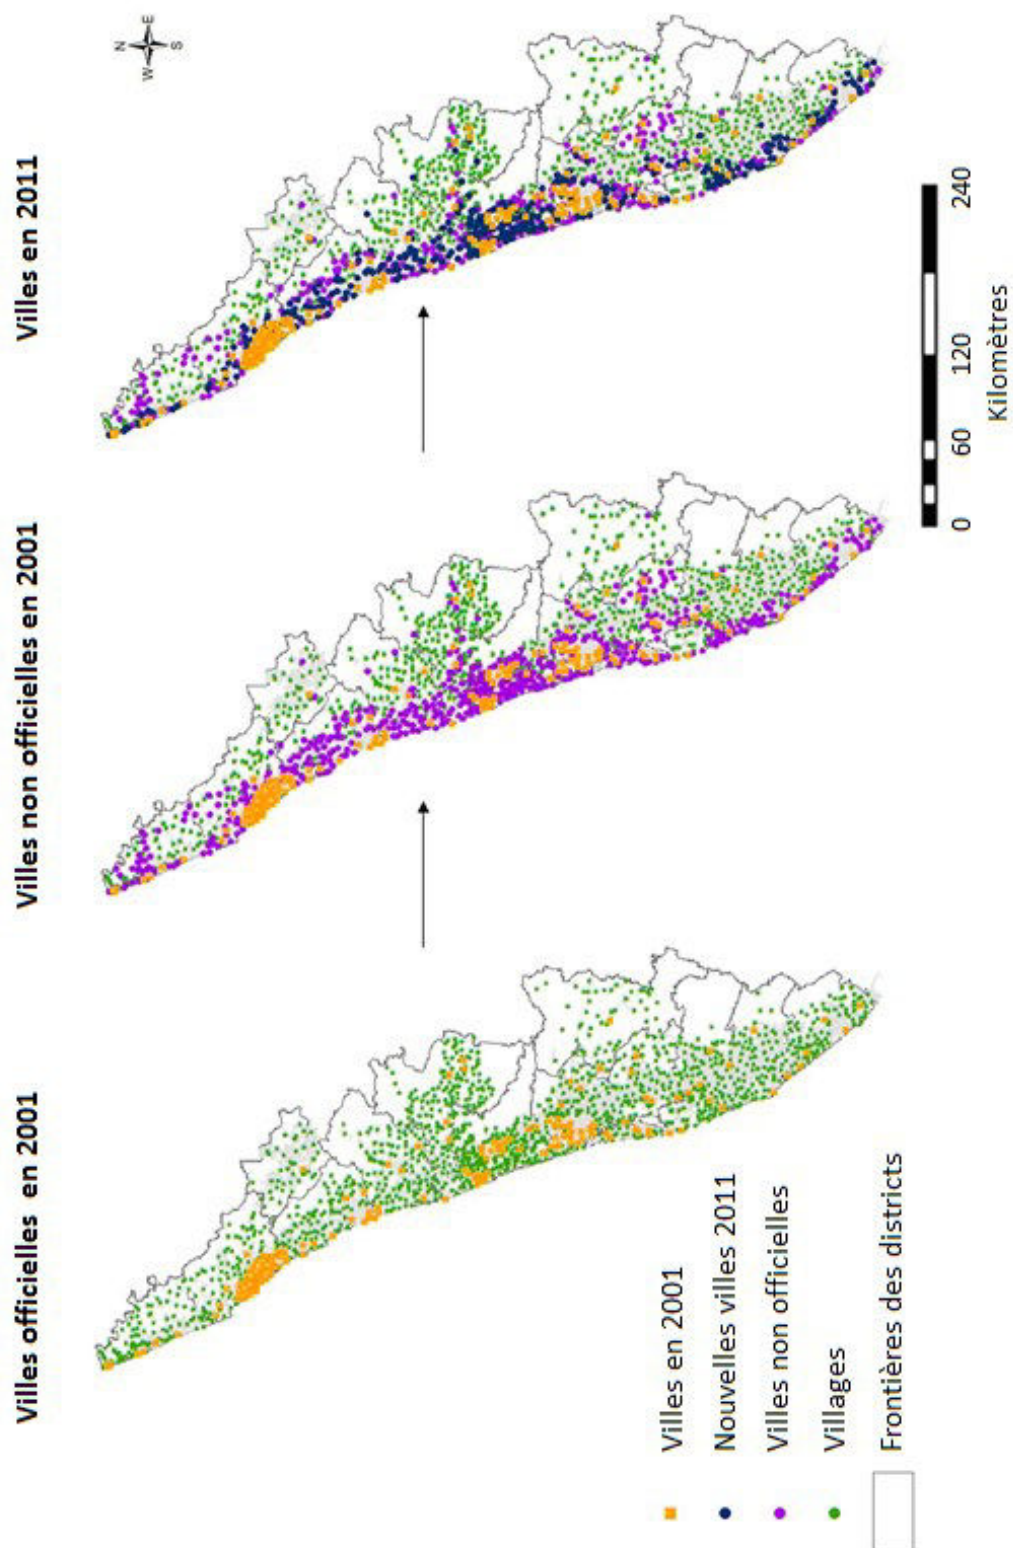 Villes officielles en 2001
Villes non officielles en 2001
Villes en 2011
N
W
E
S
Villes en 2001
Nouvelles villes 2011
Villes non officielles
Villages
Frontières des districts
0 60 120 240
Kilomètres